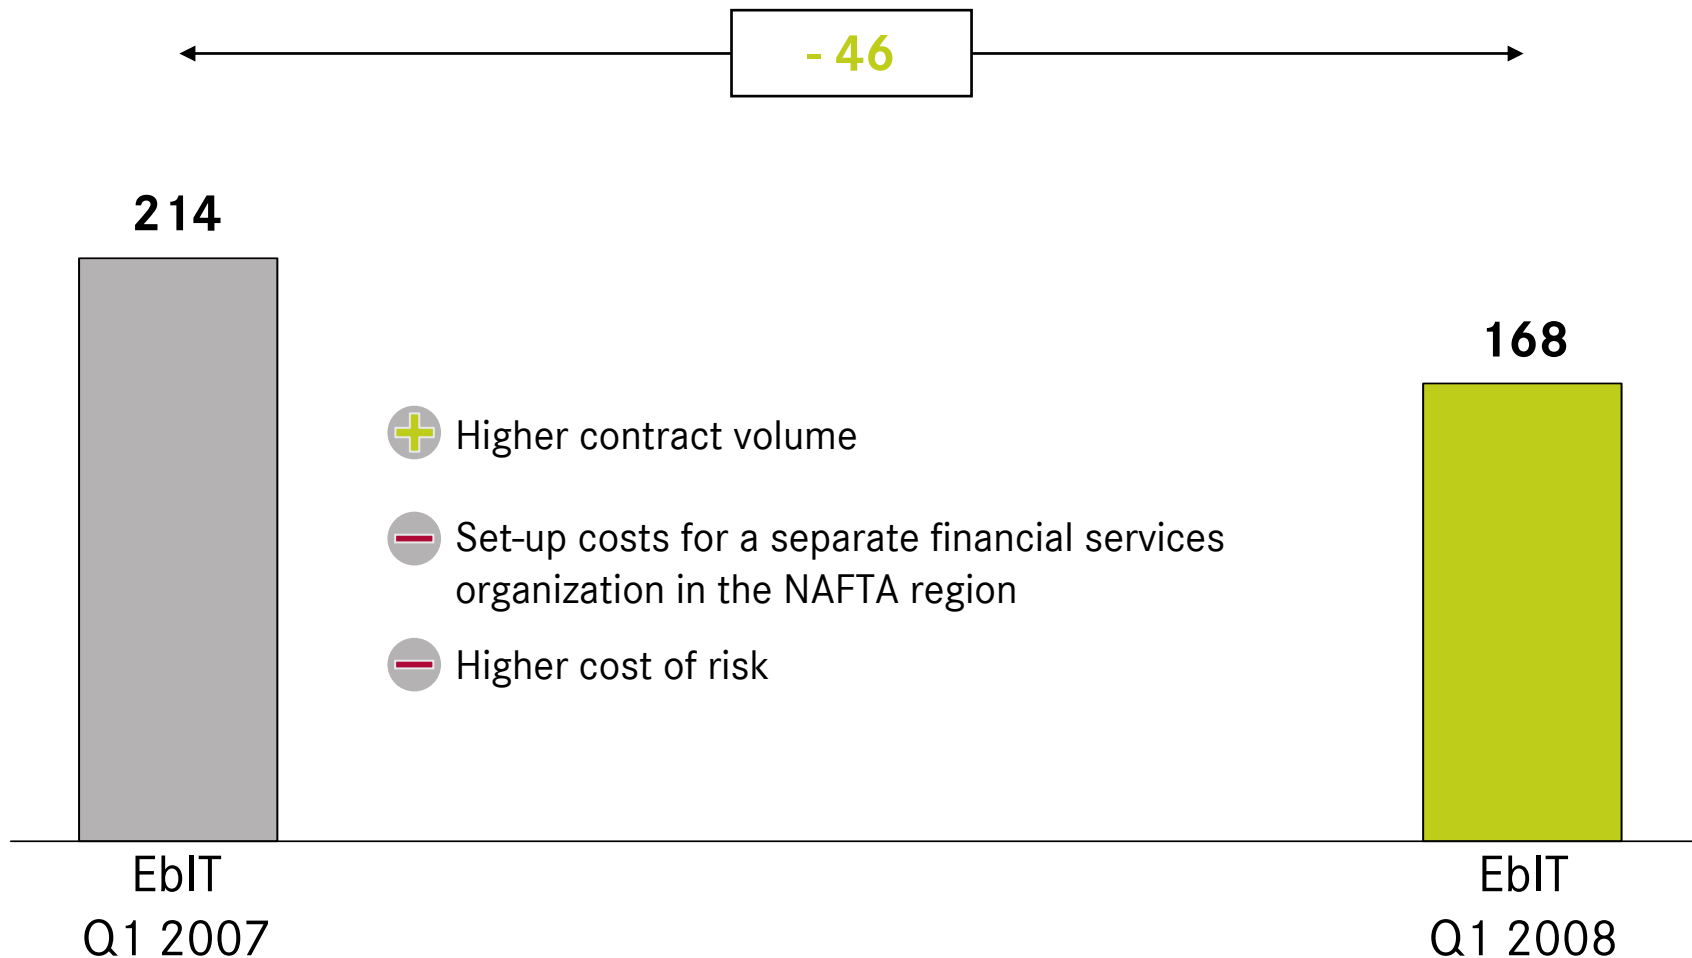 - 46
214
168
Higher contract volume
Set-up costs for a separate financial services
organization in the NAFTA region
Higher cost of risk
EbIT
Q1 2007
EbIT
Q1 2008